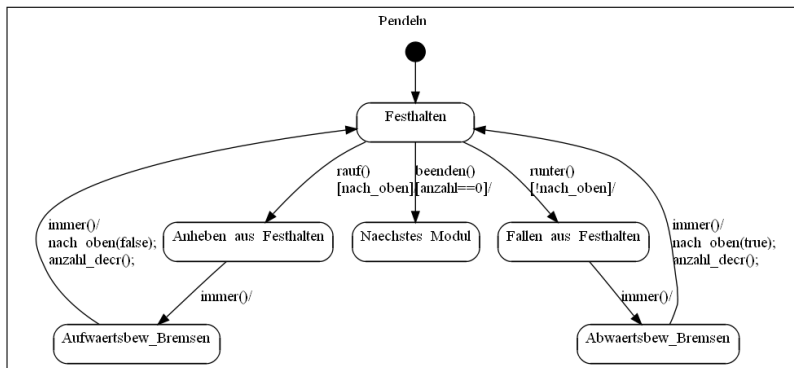 Pendeln
Festhalten
rauf()
[nach_oben]/
beenden()
[anzahl==0]/
runter()
[!nach_oben]/
immer()/
nach_oben(false);
anzahl_decr();
Anheben aus Festhalten
Naechstes Modul
Fallen aus Festhalten
immer()/
nach_oben(true);
anzahl_decr();
immer()/
immer()/
Aufwaertsbew_Bremsen
Abwaertsbew_Bremsen